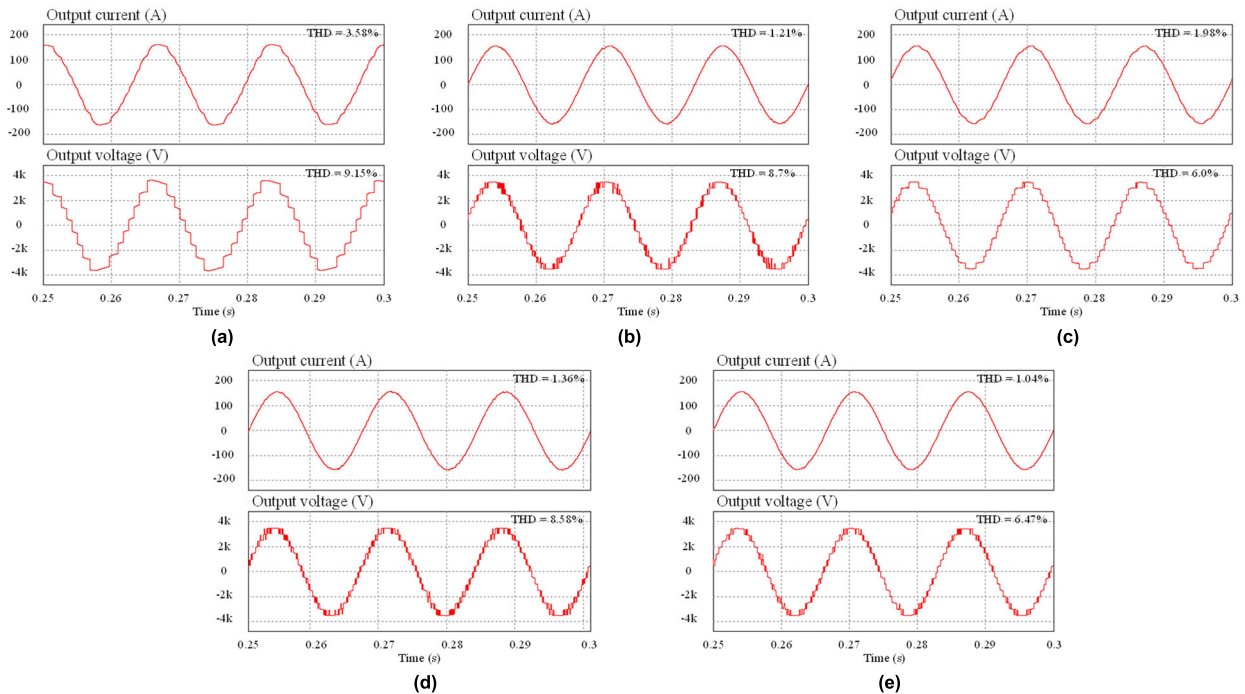 Output current (A)
THD = 3.58%
200
100
0
-100
-200
Output voltage (V)
THD = 9.15%
4k
2k
0
-2k
-4k
0.25
0.26
0.27
0.28
0.29
0.3
Time (s)
(a)
Output current (A)
THD = 1.21%
200
100
0
-100
-200
Output voltage (V)
THD = 8.7%
4k
2k
0
-2k
-4k
0.25
0.26
0.27
0.28
0.29
0.3
Time (s)
(b)
Output current (A)
THD = 1.98%
200
100
0
-100
-200
Output voltage (V)
THD = 6.0%
4k
2k
0
-2k
-4k
0.25
0.26
0.27
0.28
0.29
0.3
Time (s)
(c)
Output current (A)
THD = 1.36%
200
100
0
-100
-200
Output voltage (V)
THD = 8.58%
4k
2k
0
-2k
-4k
0.25
0.26
0.27
0.28
0.29
0.3
Time (s)
(d)
Output current (A)
THD = 1.04%
200
100
0
-100
-200
Output voltage (V)
THD = 6.47%
4k
2k
0
-2k
-4k
0.25
0.26
0.27
0.28
0.29
0.3
Time (s)
(e)